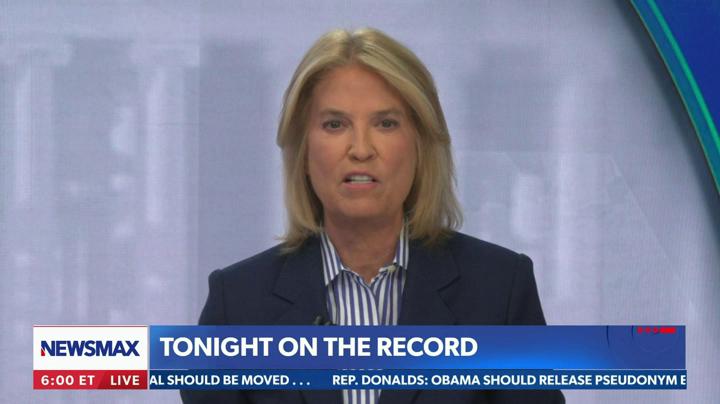 NEWSMAX
TONIGHT ON THE RECORD
6:00 ET LIVE
AL SHOULD BE MOVED . . . REP. DONALDS: OBAMA SHOULD RELEASE PSEUDONYM E